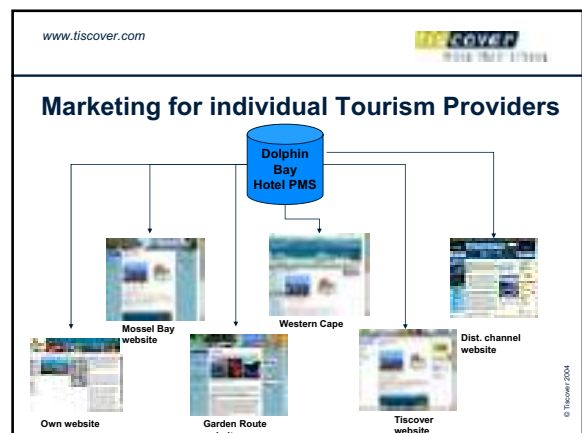 www.tiscover.com
TISCOVER
Marketing for individual Tourism Providers
Dolphin
Bay
Hotel PMS
Mossel Bay
website
Western Cape
Dist. channel
website
Own website
Garden Route
Tiscover
website
© Tiscover 2004